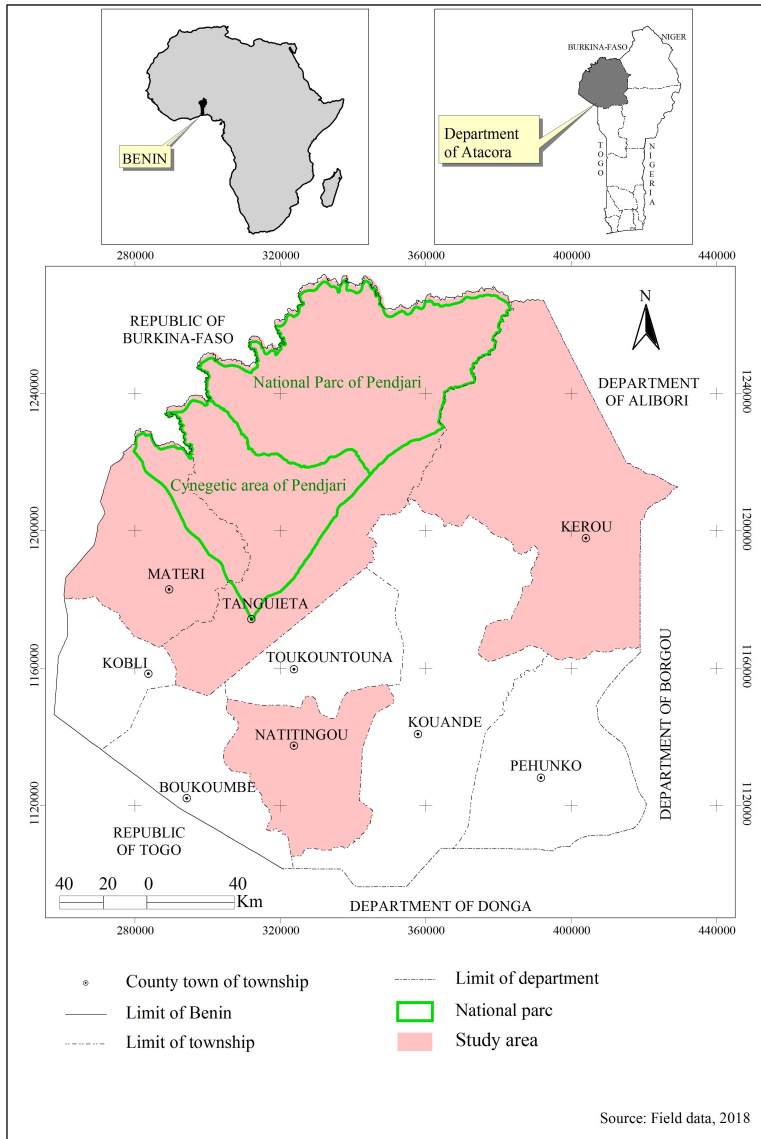 BENIN
BURKINA-FASO
NIGER
Department
of Atacora
TOGO
NIGERIA
280000 320000 360000 400000 440000
N
REPUBLIC OF
BURKINA-FASO
National Parc of Pendjari
DEPARTMENT
OF ALIBORI
1240000 1240000
Cynegetic area of Pendjari
KEROU
1200000 1200000
MATERI
TANGUIETA
KOBLI
TOUKOUNTOUNA
1160000 1160000
NATITINGOU
KOUANDE
PEHUNKO
DEPARTMENT OF BORGOU
BOUKOUMBE
1120000 1120000
REPUBLIC
OF TOGO
40 20 0 40
Km
DEPARTMENT OF DONGA
280000 320000 360000 400000 440000
County town of township
Limit of Benin
Limit of township
Limit of department
National parc
Study area
Source: Field data, 2018